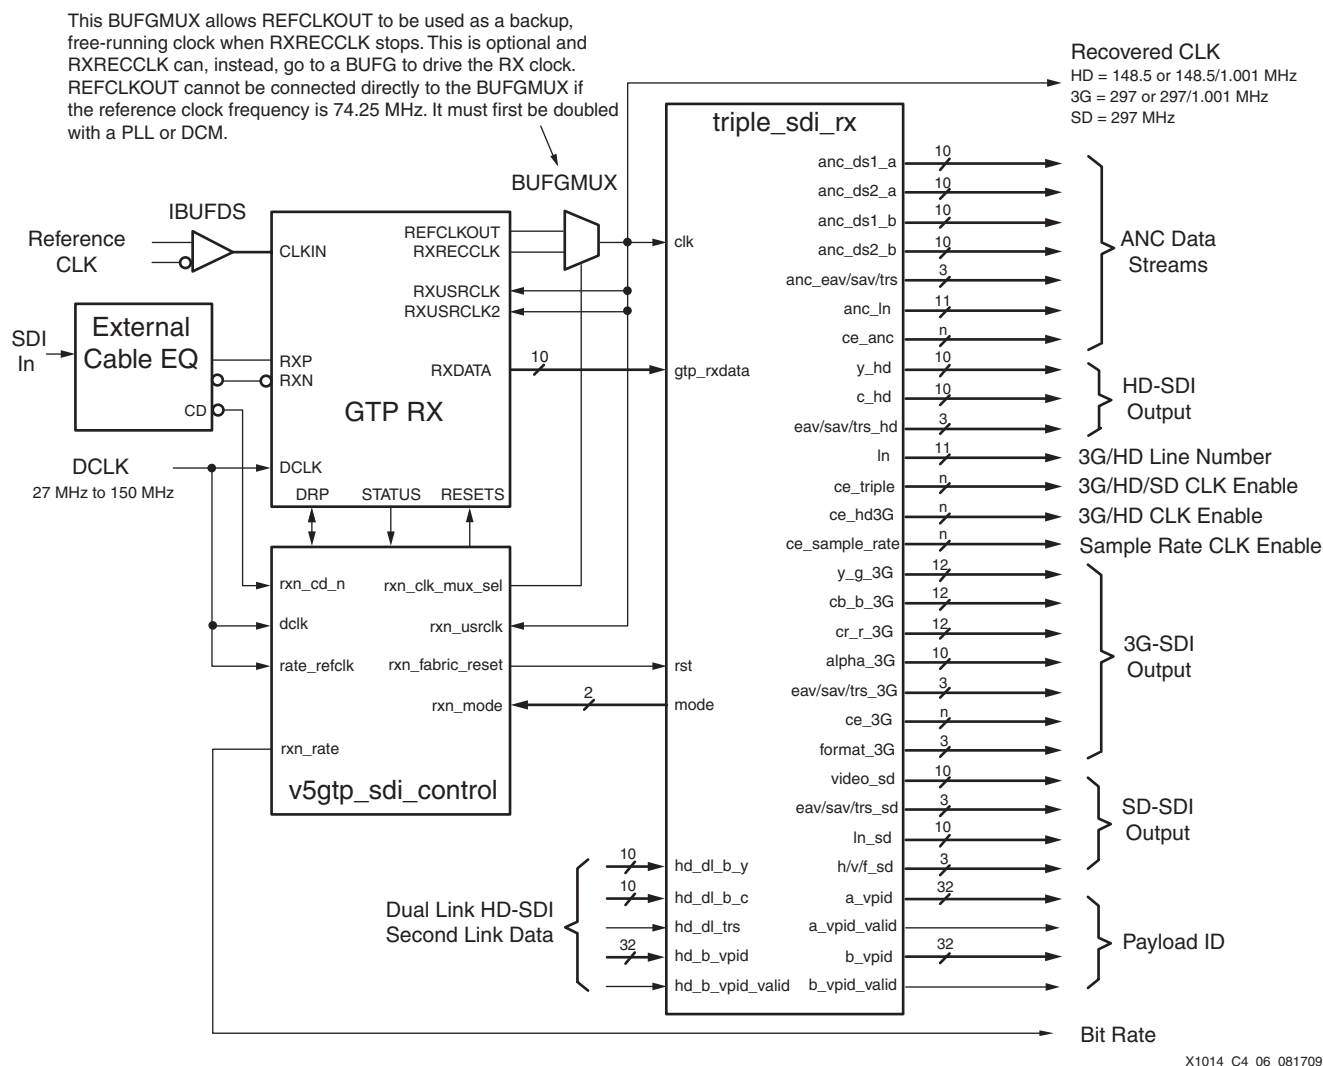 This BUFGMUX allows REFCLKOUT to be used as a backup,
free-running clock when RXRECCLK stops. This is optional and
RXRECCLK can, instead, go to a BUFG to drive the RX clock.
REFCLKOUT cannot be connected directly to the BUFGMUX if
the reference clock frequency is 74.25 MHz. It must first be doubled
with a PLL or DCM.
Recovered CLK
HD = 148.5 or 148.5/1.001 MHz
3G = 297 or 297/1.001 MHz
SD = 297 MHz
BUFGMUX
IBUFDS
Reference
CLK
CLKIN
REFCLKOUT
RXRECCLK
RXUSRCLK
RXUSRCLK2
RXDATA
10
External
Cable EQ
SDI
In
CD
RXP
RXN
GTP RX
DCLK
27 MHz to 150 MHz
DCLK
DRP
STATUS
RESETS
rxn_cd_n
dclk
rate_refclk
rxn_rate
rxn_clk_mux_sel
rxn_usrclk
rxn_fabric_reset
rxn_mode
2
v5gtp_sdi_control
triple_sdi_rx
clk
gtp_rxdata
rst
mode
Dual Link HD-SDI
Second Link Data
10
hd_dl_b_y
10
hd_dl_b_c
hd_dl_trs
32
hd_b_vpid
hd_b_vpid_valid
anc_ds1_a
10
anc_ds2_a
10
anc_ds1_b
10
anc_ds2_b
10
anc_eav/sav/trs
3
anc_ln
11
ce_anc
n
ANC Data
Streams
y_hd
10
c_hd
10
eav/sav/trs_hd
3
HD-SDI
Output
ln
11
3G/HD Line Number
ce_triple
n
3G/HD/SD CLK Enable
ce_hd3G
n
3G/HD CLK Enable
ce_sample_rate
n
Sample Rate CLK Enable
y_g_3G
12
cb_b_3G
12
cr_r_3G
12
alpha_3G
10
eav/sav/trs_3G
3
ce_3G
n
format_3G
3
3G-SDI
Output
video_sd
10
eav/sav/trs_sd
3
ln_sd
10
h/v/f_sd
3
SD-SDI
Output
a_vpid
32
a_vpid_valid
b_vpid
32
b_vpid_valid
Payload ID
Bit Rate
X1014_C4_06_081709